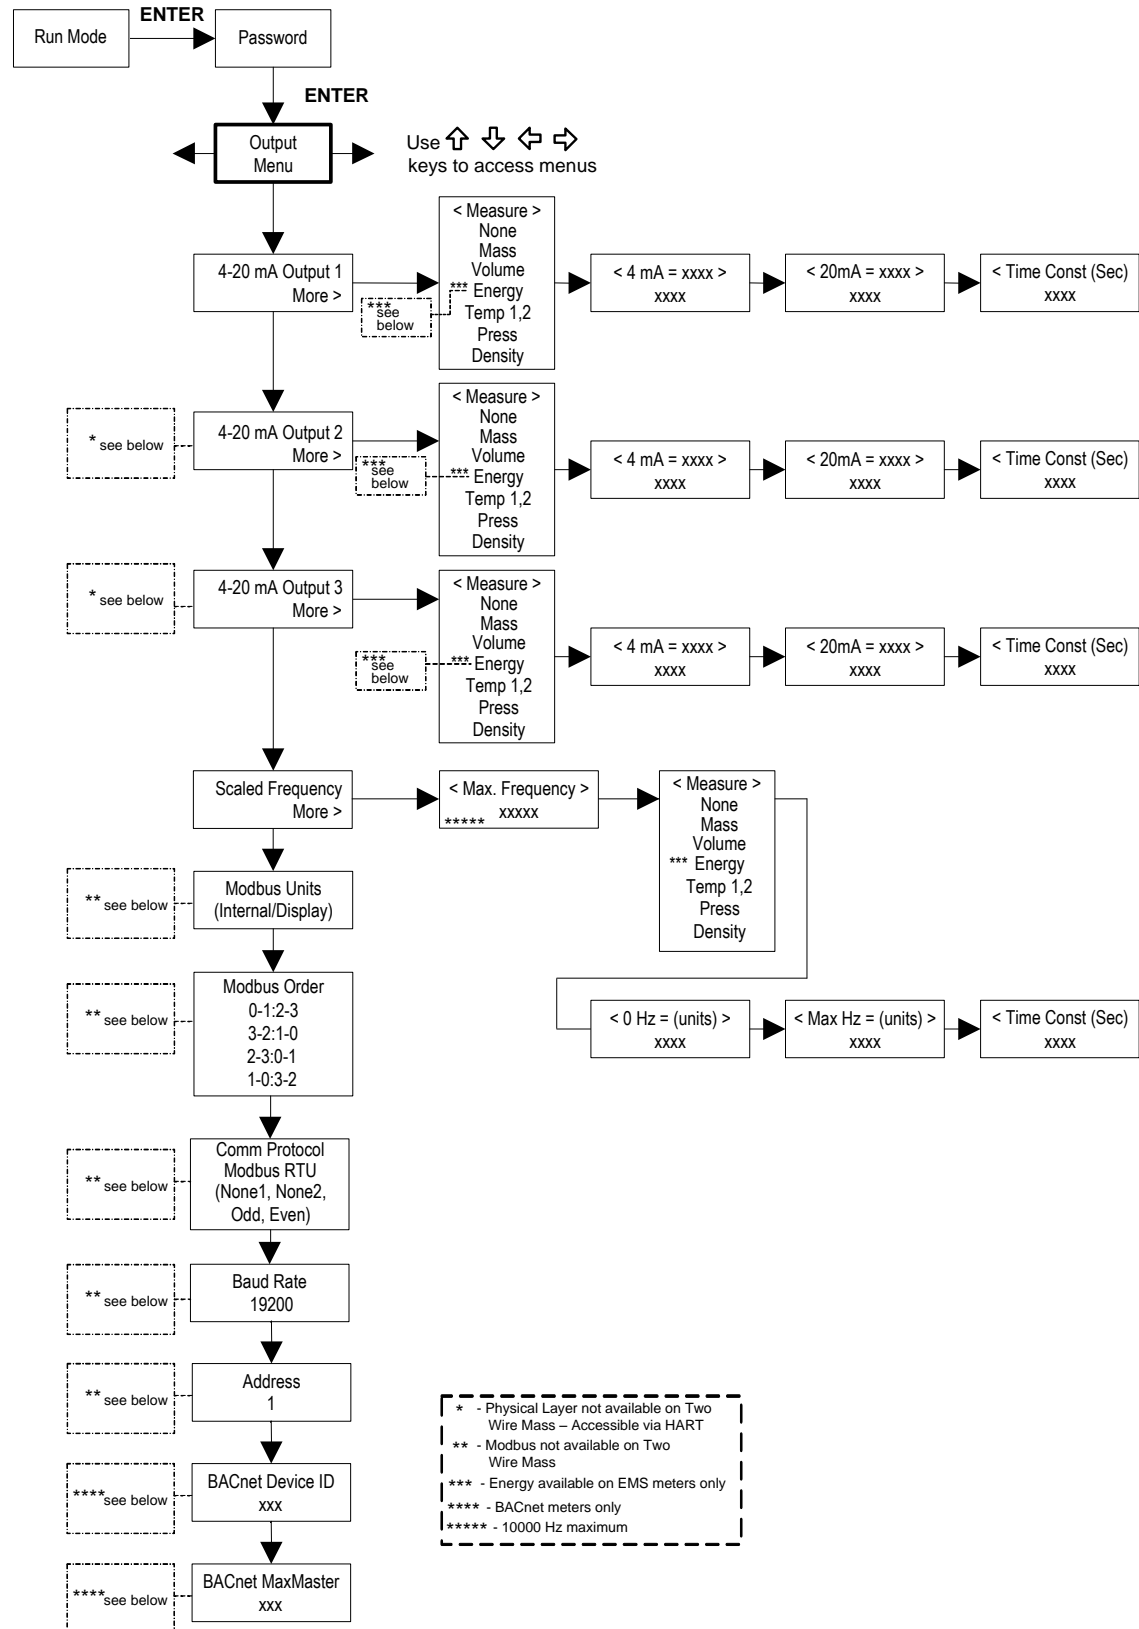 ENTER
Run Mode
Password
ENTER
Output
Menu
Use
keys to access menus
4-20 mA Output 1
More >
*** see
below
< Measure >
None
Mass
Volume
*** Energy
Temp 1,2
Press
Density
< 4 mA = xxxx >
xxxx
< 20mA = xxxx >
xxxx
< Time Const (Sec)
xxxx
* see below
4-20 mA Output 2
More >
*** see
below
< Measure >
None
Mass
Volume
*** Energy
Temp 1,2
Press
Density
< 4 mA = xxxx >
xxxx
< 20mA = xxxx >
xxxx
< Time Const (Sec)
xxxx
* see below
4-20 mA Output 3
More >
*** see
below
< Measure >
None
Mass
Volume
*** Energy
Temp 1,2
Press
Density
< 4 mA = xxxx >
xxxx
< 20mA = xxxx >
xxxx
< Time Const (Sec)
xxxx
Scaled Frequency
More >
< Max. Frequency >
***** xxxxx
< Measure >
None
Mass
Volume
*** Energy
Temp 1,2
Press
Density
< 0 Hz = (units) >
xxxx
< Max Hz = (units) >
xxxx
< Time Const (Sec)
xxxx
** see below
Modbus Units
(Internal/Display)
** see below
Modbus Order
0-1:2-3
3-2:1-0
2-3:0-1
1-0:3-2
** see below
Comm Protocol
Modbus RTU
(None1, None2,
Odd, Even)
** see below
Baud Rate
19200
** see below
Address
1
**** see below
BACnet Device ID
xxx
**** see below
BACnet MaxMaster
xxx
* - Physical Layer not available on Two
Wire Mass – Accessible via HART
** - Modbus not available on Two
Wire Mass
*** - Energy available on EMS meters only
**** - BACnet meters only
***** - 10000 Hz maximum